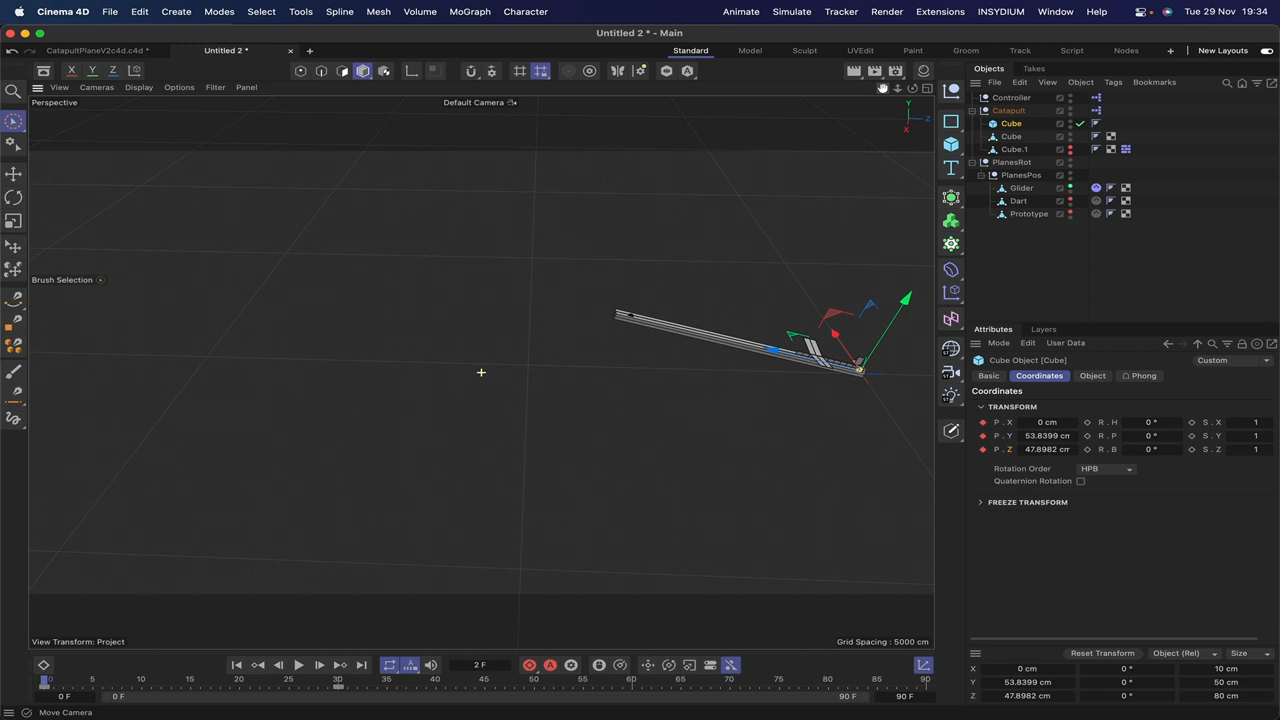 Cinema 4D File Edit Create Modes Select Tools Spline Mesh Volume MoGraph Character Animate Simulate Tracker Render Extensions INSYDIUM Window Help Tue 29 Nov 19:34
Untitled 2 * - Main
CatapultPlaneV2c4d.c4d * Untitled 2 * Standard Model Sculpt UVEdit Paint Groom Track Script Nodes New Layouts
X Y Z
Objects Takes
View Cameras Display Options Filter Panel
File Edit View Object Tags Bookmarks
Perspective
Default Camera
Y
Z
X
Controller
Catapult
Cube
Cube
Cube.1
PlanesRot
PlanesPos
Glider
Dart
Prototype
Brush Selection
Attributes Layers
Mode Edit User Data
Cube Object [Cube] Custom
Basic Coordinates Object Phong
Coordinates
TRANSFORM
P . X 0 cm R . H 0 ° S . X 1
P . Y 53.8399 cm R . P 0 ° S . Y 1
P . Z 47.8982 cm R . B 0 ° S . Z 1
Rotation Order HPB
Quaternion Rotation
FREEZE TRANSFORM
View Transform: Project
Grid Spacing : 5000 cm
2 F
0 5 10 15 20 25 30 35 40 45 50 55 60 65 70 75 80 85 90
0 F 0 F 90 F 90 F
Reset Transform Object (Rel) Size
X 0 cm 0 ° 10 cm
Y 53.8399 cm 0 ° 50 cm
Z 47.8982 cm 0 ° 80 cm
Move Camera